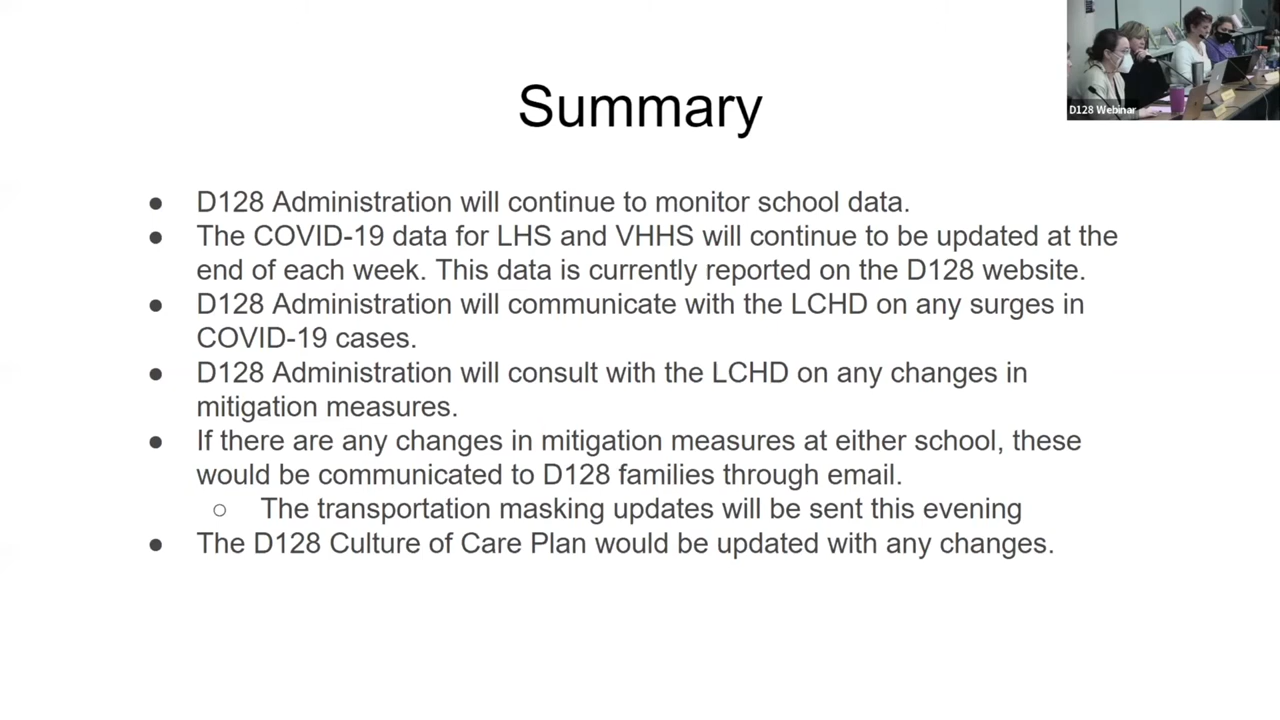 D128 Webinar
Summary
● D128 Administration will continue to monitor school data.
● The COVID-19 data for LHS and VHHS will continue to be updated at the
end of each week. This data is currently reported on the D128 website.
● D128 Administration will communicate with the LCHD on any surges in
COVID-19 cases.
● D128 Administration will consult with the LCHD on any changes in
mitigation measures.
● If there are any changes in mitigation measures at either school, these
would be communicated to D128 families through email.
○ The transportation masking updates will be sent this evening
● The D128 Culture of Care Plan would be updated with any changes.